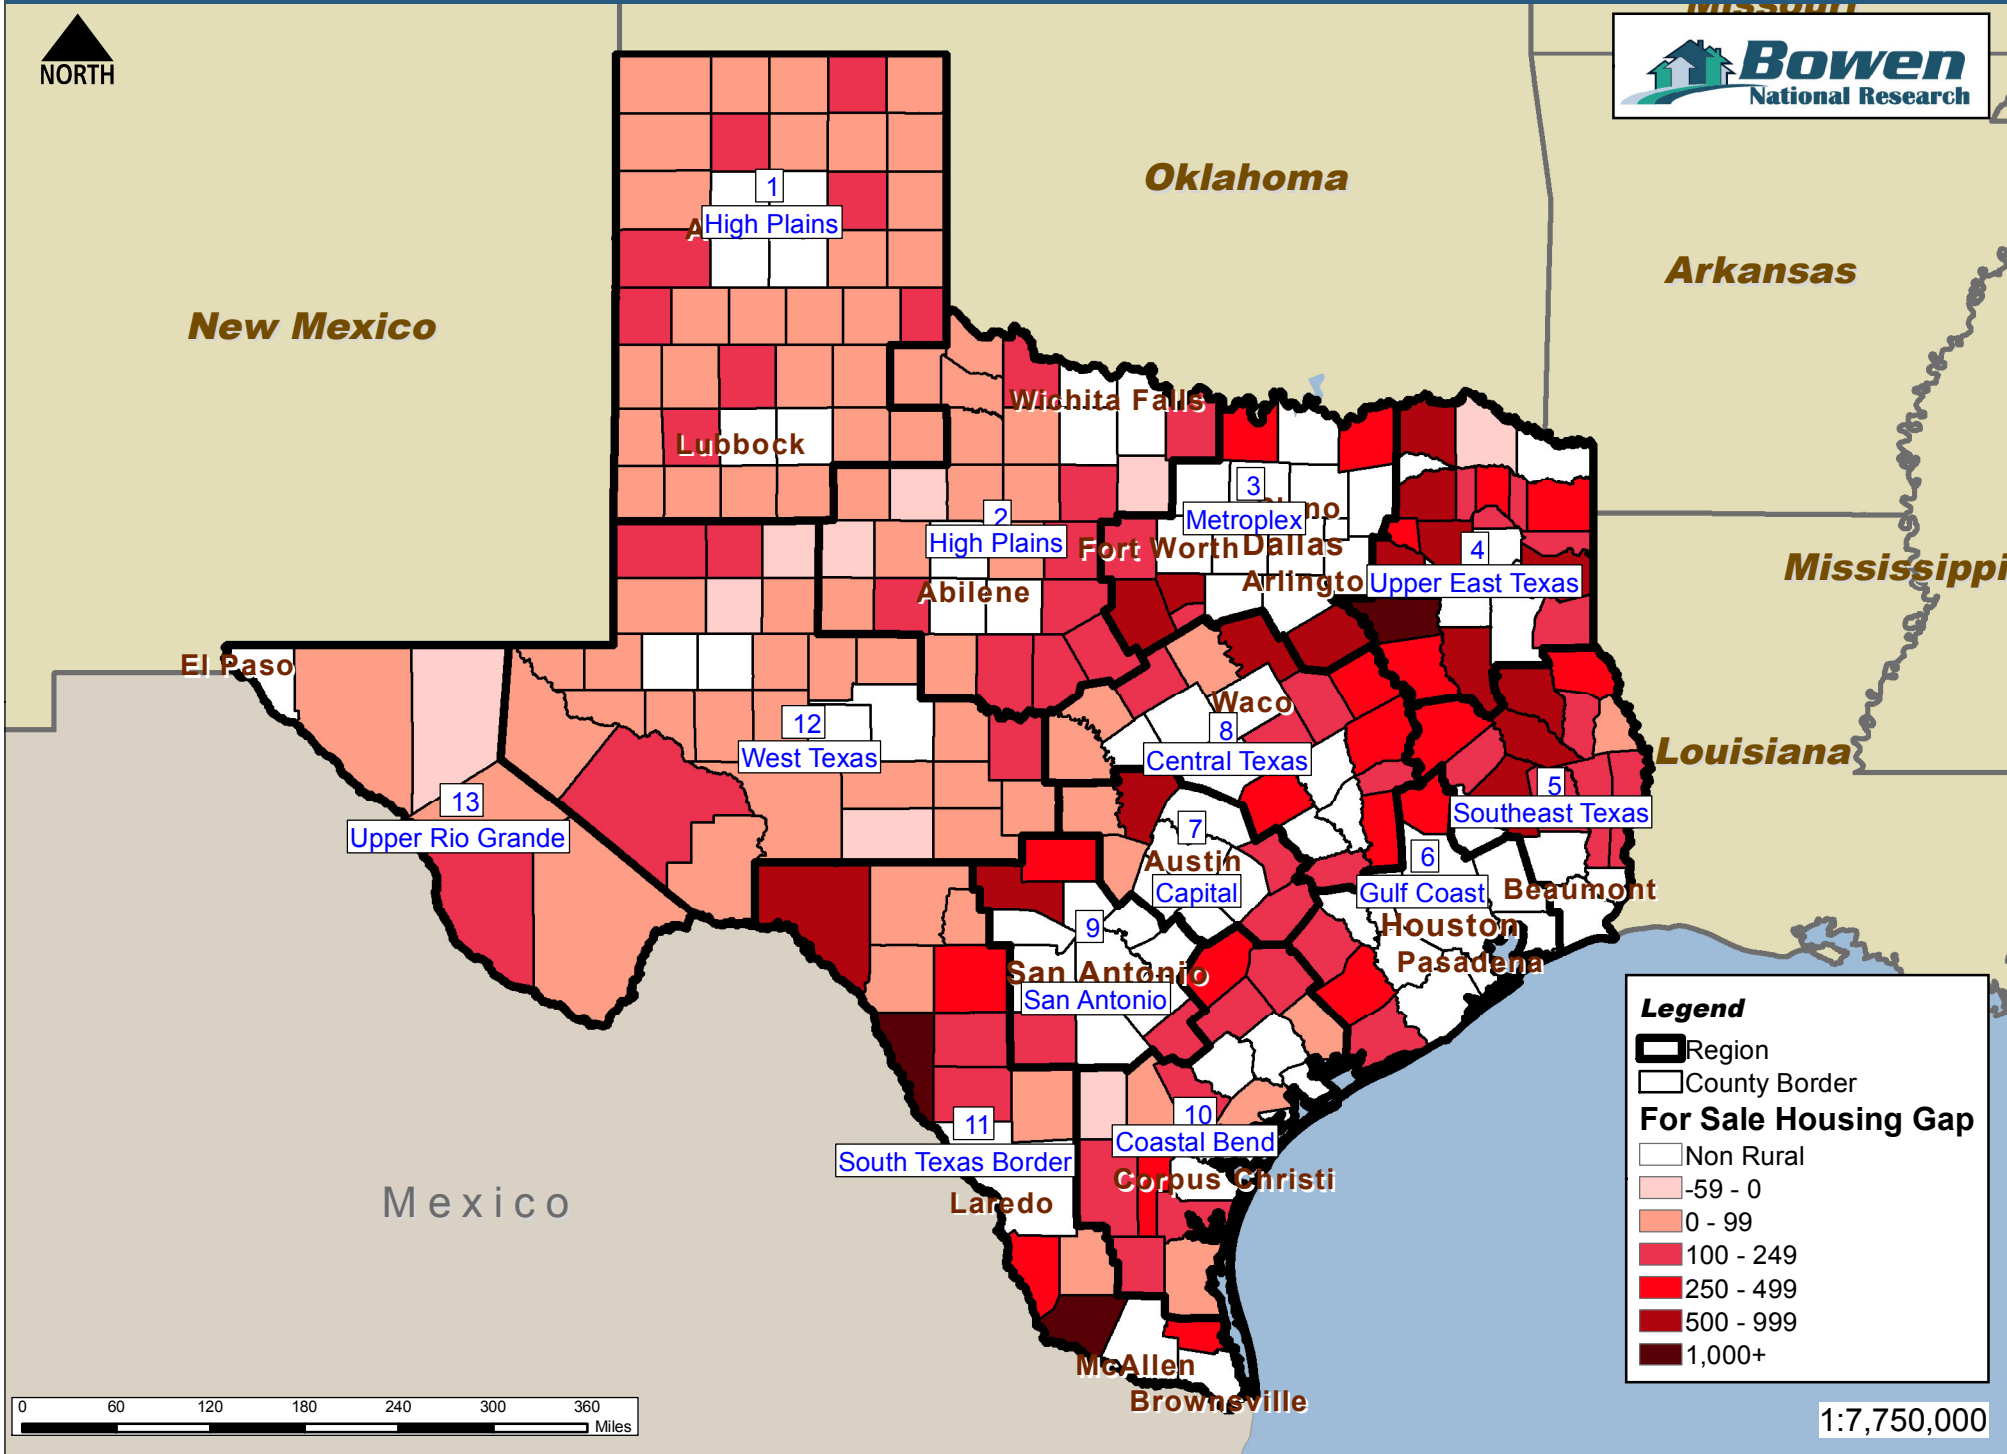 Missouri
NORTH
Bowen
National Research
Oklahoma
1
High Plains
Arkansas
New Mexico
Wichita Falls
Lubbock
3
Metroplex
2
High Plains
Fort Worth
Dallas
4
Mississippi
Abilene
Arlingto
Upper East Texas
El Paso
Waco
12
8
West Texas
Central Texas
Louisiana
13
5
Southeast Texas
Upper Rio Grande
7
Austin
6
Capital
Gulf Coast
Beaumont
9
Houston
San Antonio
Pasadena
San Antonio
11
10
South Texas Border
Coastal Bend
Corpus Christi
Mexico
Laredo
McAllen
Brownsville
Legend
Region
County Border
For Sale Housing Gap
Non Rural
-59 - 0
0 - 99
100 - 249
250 - 499
500 - 999
1,000+
0 60 120 180 240 300 360
Miles
1:7,750,000